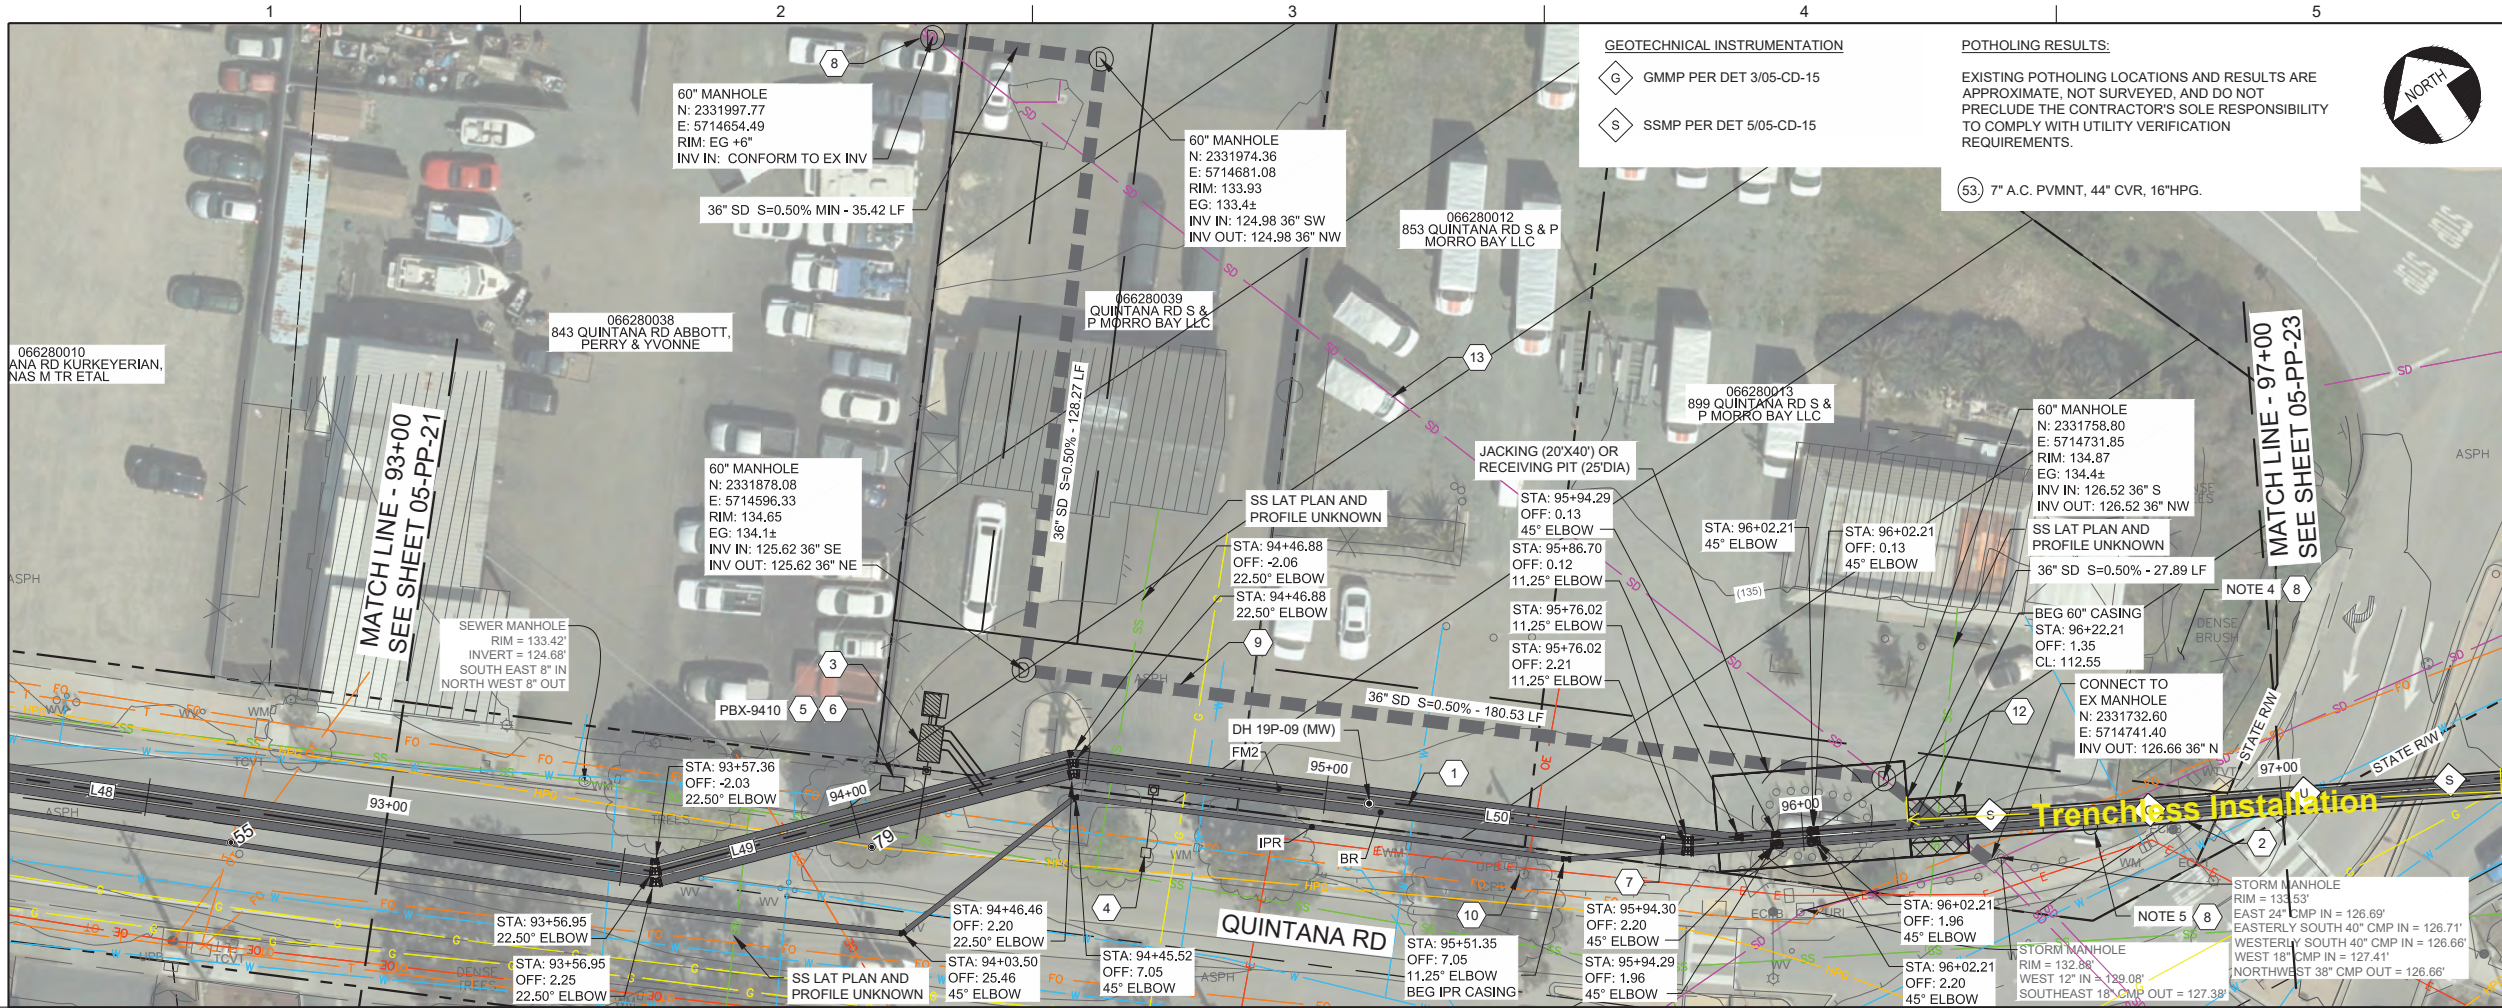 1
2
3
4
5
GEOTECHNICAL INSTRUMENTATION
G
GMMP PER DET 3/05-CD-15
S
SSMP PER DET 5/05-CD-15
POTHOLING RESULTS:
EXISTING POTHOLING LOCATIONS AND RESULTS ARE
APPROXIMATE, NOT SURVEYED, AND DO NOT
PRECLUDE THE CONTRACTOR'S SOLE RESPONSIBILITY
TO COMPLY WITH UTILITY VERIFICATION
REQUIREMENTS.
53. 7" A.C. PVMNT, 44" CVR, 16"HPG.
NORTH
8
60" MANHOLE
N: 2331997.77
E: 5714654.49
RIM: EG +6"
INV IN: CONFORM TO EX INV
36" SD S=0.50% MIN - 35.42 LF
D
60" MANHOLE
N: 2331974.36
E: 5714681.08
RIM: 133.93
EG: 133.4±
INV IN: 124.98 36" SW
INV OUT: 124.98 36" NW
066280012
853 QUINTANA RD S & P
MORRO BAY LLC
066280039
QUINTANA RD S &
P MORRO BAY LLC
066280038
843 QUINTANA RD ABBOTT,
PERRY & YVONNE
066280010
ANA RD KURKEYERIAN,
NAS M TR ETAL
13
066280013
899 QUINTANA RD S &
P MORRO BAY LLC
MATCH LINE - 93+00
SEE SHEET 05-PP-21
MATCH LINE - 97+00
SEE SHEET 05-PP-23
36" SD S=0.50% - 128.27 LF
60" MANHOLE
N: 2331878.08
E: 5714596.33
RIM: 134.65
EG: 134.1±
INV IN: 125.62 36" SE
INV OUT: 125.62 36" NE
JACKING (20'X40') OR
RECEIVING PIT (25'DIA)
SS LAT PLAN AND
PROFILE UNKNOWN
STA: 94+46.88
OFF: -2.06
22.50° ELBOW
STA: 94+46.88
22.50° ELBOW
STA: 95+94.29
OFF: 0.13
45° ELBOW
STA: 95+86.70
OFF: 0.12
11.25° ELBOW
STA: 95+76.02
11.25° ELBOW
STA: 95+76.02
OFF: 2.21
11.25° ELBOW
STA: 96+02.21
45° ELBOW
STA: 96+02.21
OFF: 0.13
45° ELBOW
60" MANHOLE
N: 2331758.80
E: 5714731.85
RIM: 134.87
EG: 134.4±
INV IN: 126.52 36" S
INV OUT: 126.52 36" NW
SS LAT PLAN AND
PROFILE UNKNOWN
36" SD S=0.50% - 27.89 LF
NOTE 4
8
BEG 60" CASING
STA: 96+22.21
OFF: 1.35
CL: 112.55
CONNECT TO
EX MANHOLE
N: 2331732.60
E: 5714741.40
INV OUT: 126.66 36" N
DENSE
BRUSH
ASPH
(135)
SEWER MANHOLE
RIM = 133.42'
INVERT = 124.68'
SOUTH EAST 8" IN
NORTH WEST 8" OUT
3
PBX-9410
5
6
9
12
36" SD S=0.50% - 180.53 LF
DH 19P-09 (MW)
FM2
1
95+00
L48
93+00
STA: 93+57.36
OFF: -2.03
22.50° ELBOW
94+00
L49
L50
79
55
IPR
BR
96+00
97+00
STATE R/W
STATE R/W
Trenchless Installation
S
U
S
2
7
4
10
QUINTANA RD
STA: 93+56.95
22.50° ELBOW
STA: 93+56.95
OFF: 2.25
22.50° ELBOW
SS LAT PLAN AND
PROFILE UNKNOWN
STA: 94+46.46
OFF: 2.20
22.50° ELBOW
STA: 94+03.50
OFF: 25.46
45° ELBOW
STA: 94+45.52
OFF: 7.05
45° ELBOW
STA: 95+51.35
OFF: 7.05
11.25° ELBOW
BEG IPR CASING
STA: 95+94.30
OFF: 2.20
45° ELBOW
STA: 95+94.29
OFF: 1.96
45° ELBOW
STA: 96+02.21
OFF: 1.96
45° ELBOW
STA: 96+02.21
OFF: 2.20
45° ELBOW
NOTE 5
8
STORM MANHOLE
RIM = 132.88'
WEST 12" IN = 129.08'
SOUTHEAST 18" CMP OUT = 127.38'
STORM MANHOLE
RIM = 133.53'
EAST 24" CMP IN = 126.69'
EASTERLY SOUTH 40" CMP IN = 126.71'
WESTERLY SOUTH 40" CMP IN = 126.66'
WEST 18" CMP IN = 127.41'
NORTHWEST 38" CMP OUT = 126.66'